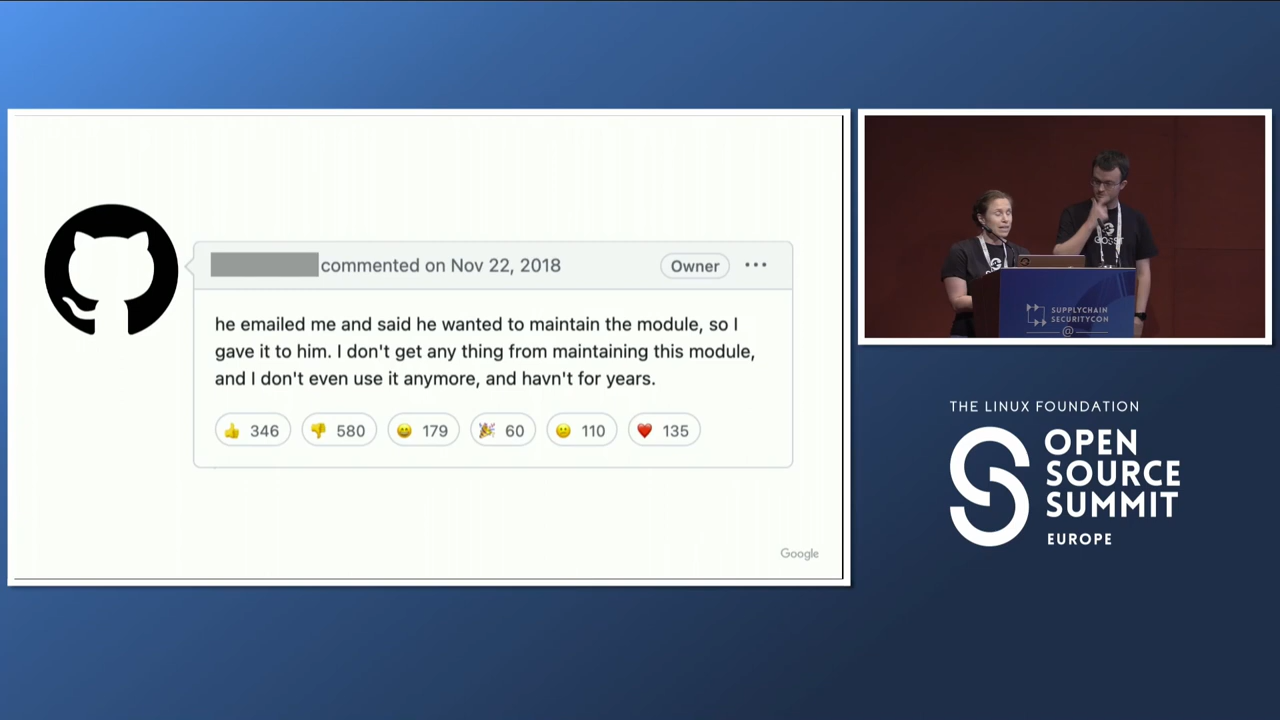 commented on Nov 22, 2018
Owner
he emailed me and said he wanted to maintain the module, so I
gave it to him. I don't get any thing from maintaining this module,
and I don't even use it anymore, and havn't for years.
346 580 179 60 110 135
Google
SUPPLYCHAIN
SECURITYCON
@
THE LINUX FOUNDATION
OPEN
SOURCE
SUMMIT
EUROPE